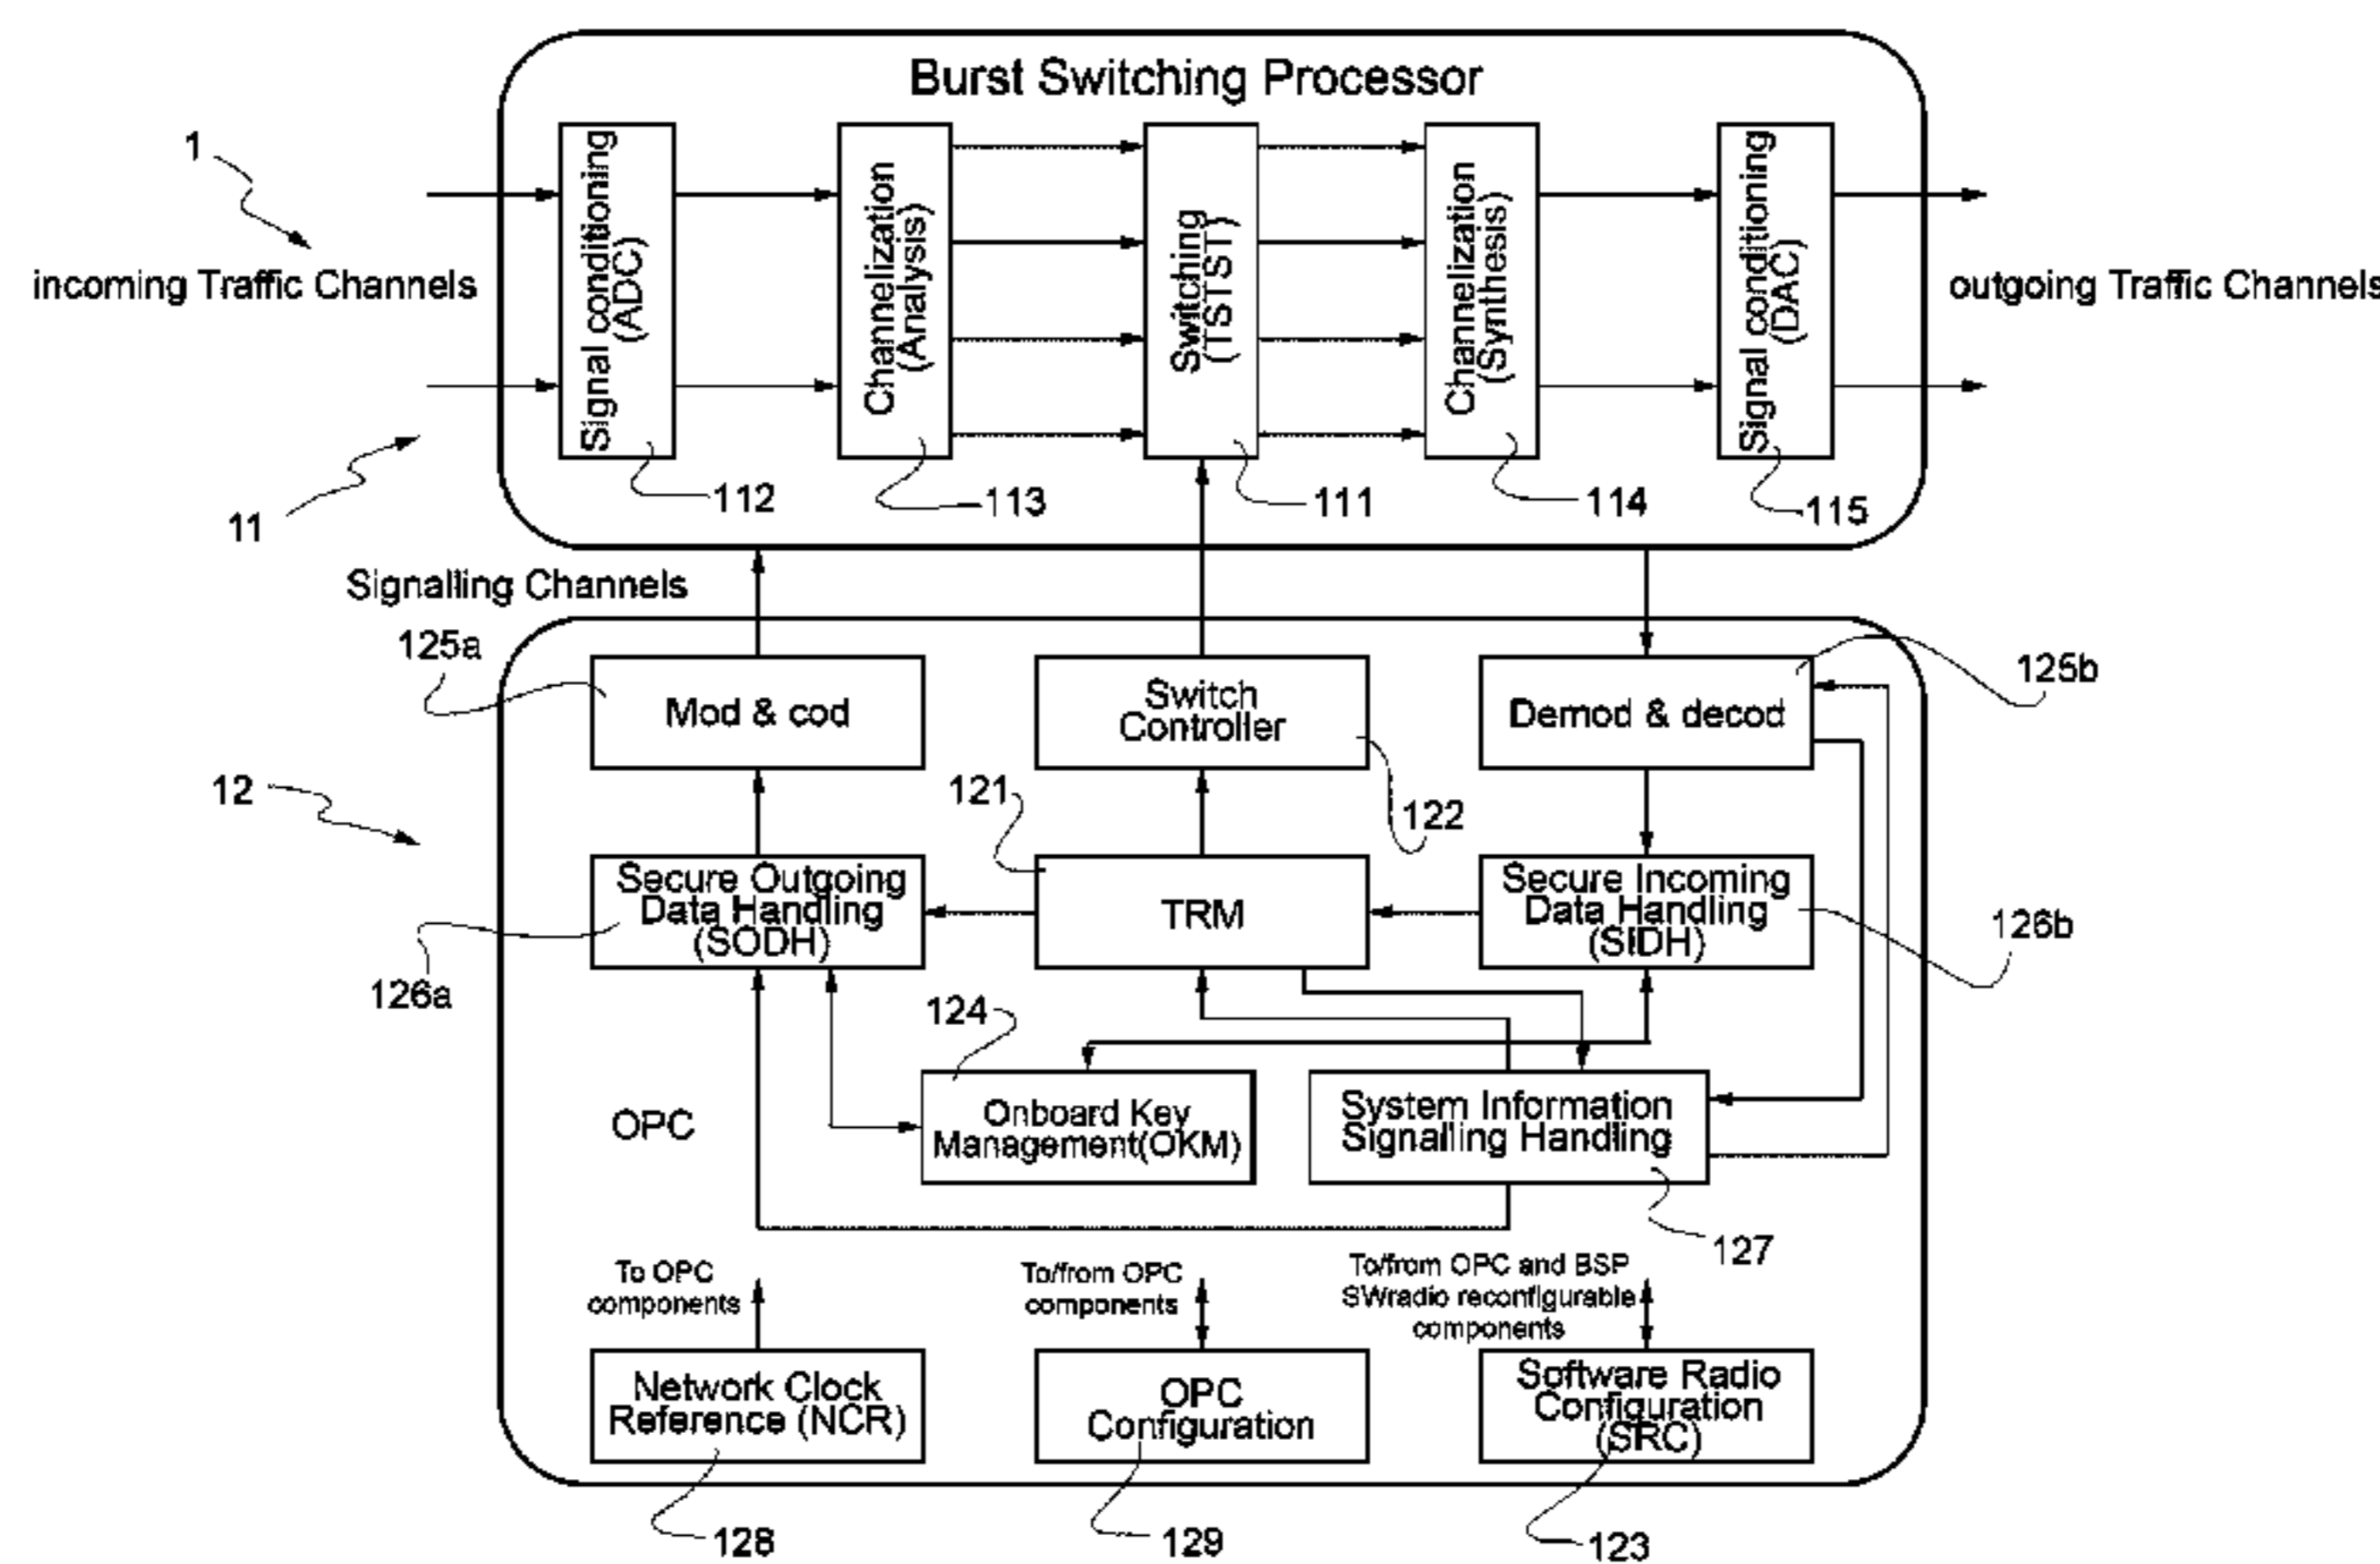 Burst Switching Processor
1
incoming Traffic Channels
11
Signal conditioning
(ADC)
Channelization
(Analysis)
Switching
(TSTST)
Channelization
(Synthesis)
Signal conditioning
(DAC)
outgoing Traffic Channels
112
113
111
114
115
Signalling Channels
125a
Mod & cod
Switch
Controller
Demod & decod
125b
12
121
122
Secure Outgoing
Data Handling
(SODH)
TRM
Secure Incoming
Data Handling
(SIDH)
126b
126a
124
OPC
Onboard Key
Management(OKM)
System Information
Signalling Handling
127
To OPC
components
To/from OPC
components
To/from OPC and BSP
SWradio reconfigurable
components
Network Clock
Reference (NCR)
OPC
Configuration
Software Radio
Configuration
(SRC)
128
129
123